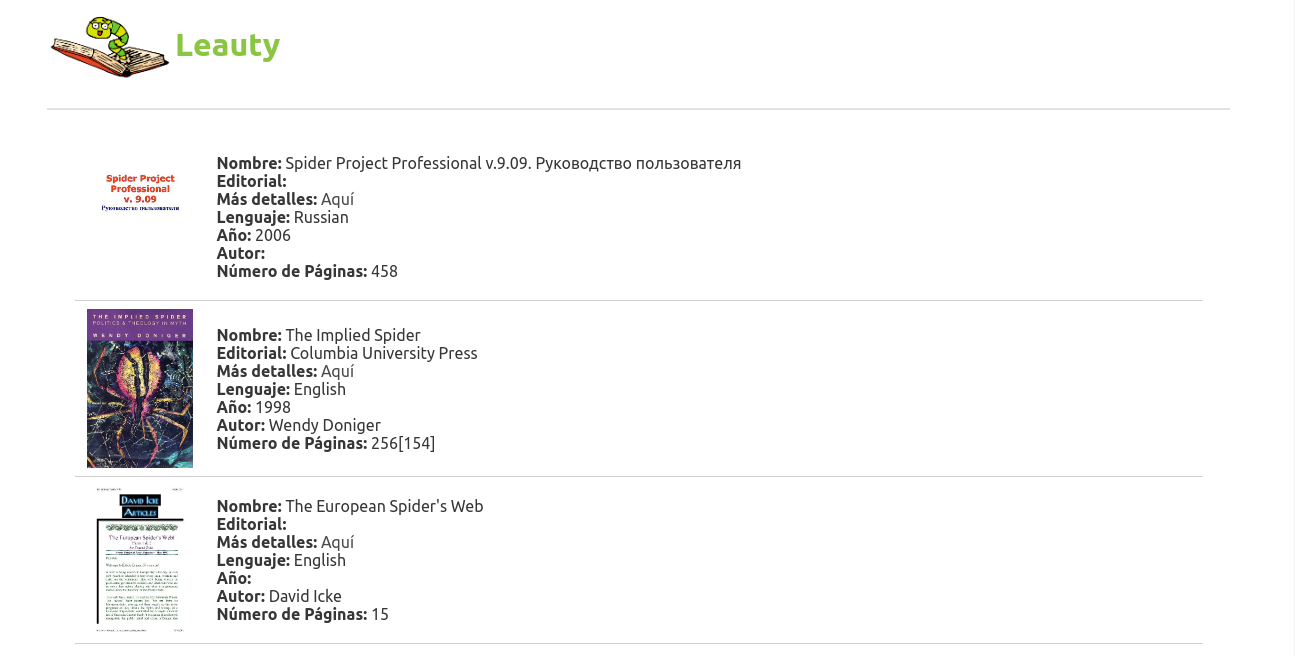 Leauty
Spider Project
Professional
v. 9.09
Руководство пользователя
Nombre: Spider Project Professional v.9.09. Руководство пользователя
Editorial:
Más detalles: Aquí
Lenguaje: Russian
Año: 2006
Autor:
Número de Páginas: 458
THE IMPLIED SPIDER
POLITICS & THEOLOGY IN MYTH
WENDY DONIGER
Nombre: The Implied Spider
Editorial: Columbia University Press
Más detalles: Aquí
Lenguaje: English
Año: 1998
Autor: Wendy Doniger
Número de Páginas: 256[154]
David Icke
Articles
The European Spider's Web!
Nombre: The European Spider's Web
Editorial:
Más detalles: Aquí
Lenguaje: English
Año:
Autor: David Icke
Número de Páginas: 15